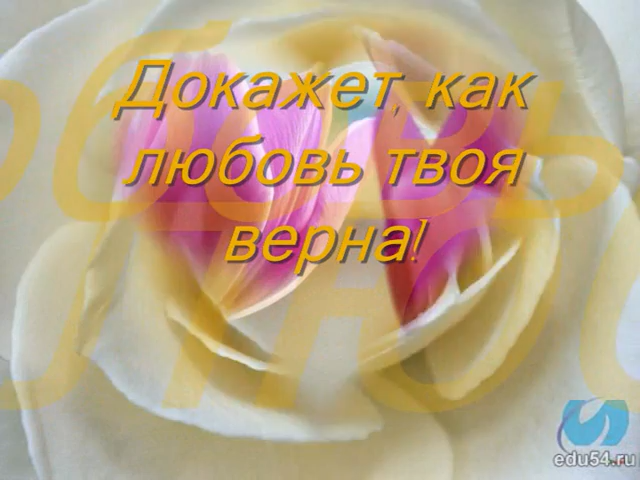 Докажет, как
любовь твоя
верна!
edu54.ru